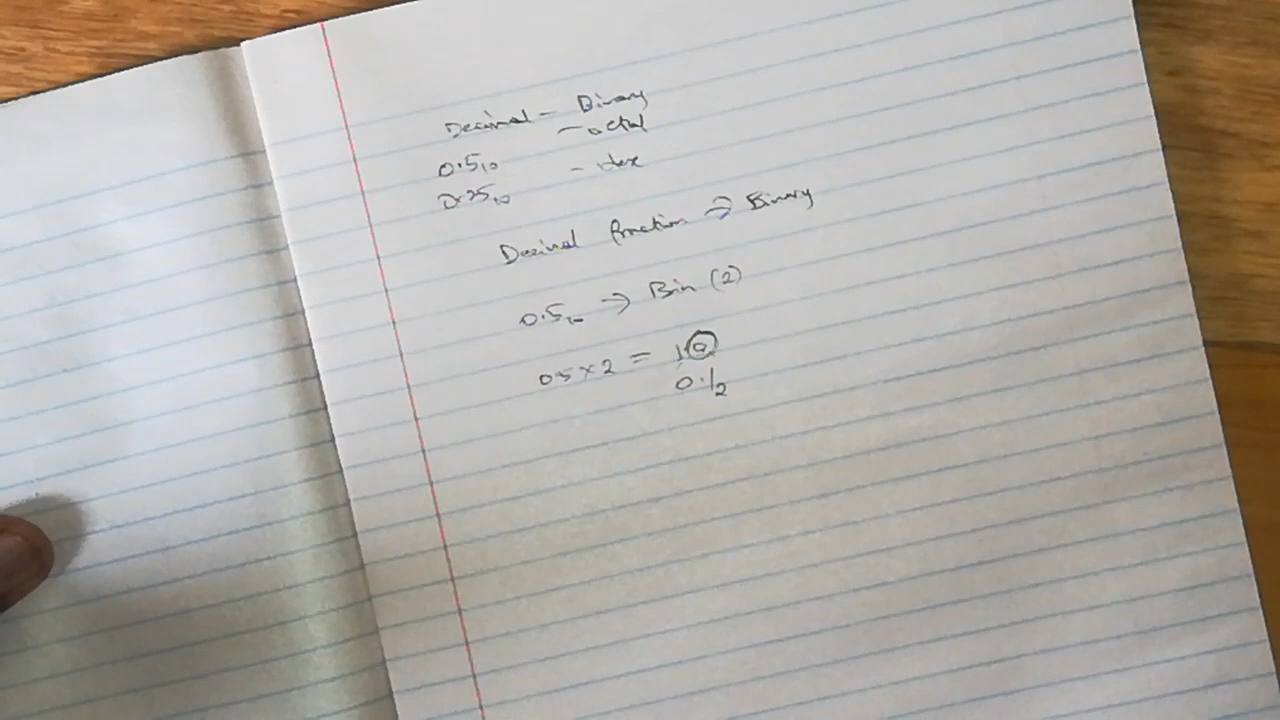 Decimal - Binary
- octal
0.5₁₀ - Hex
0.25₁₀
Decimal fraction → Binary
0.5₁₀ → Bin (2)
0.5 × 2 = 1.0
0.1₂